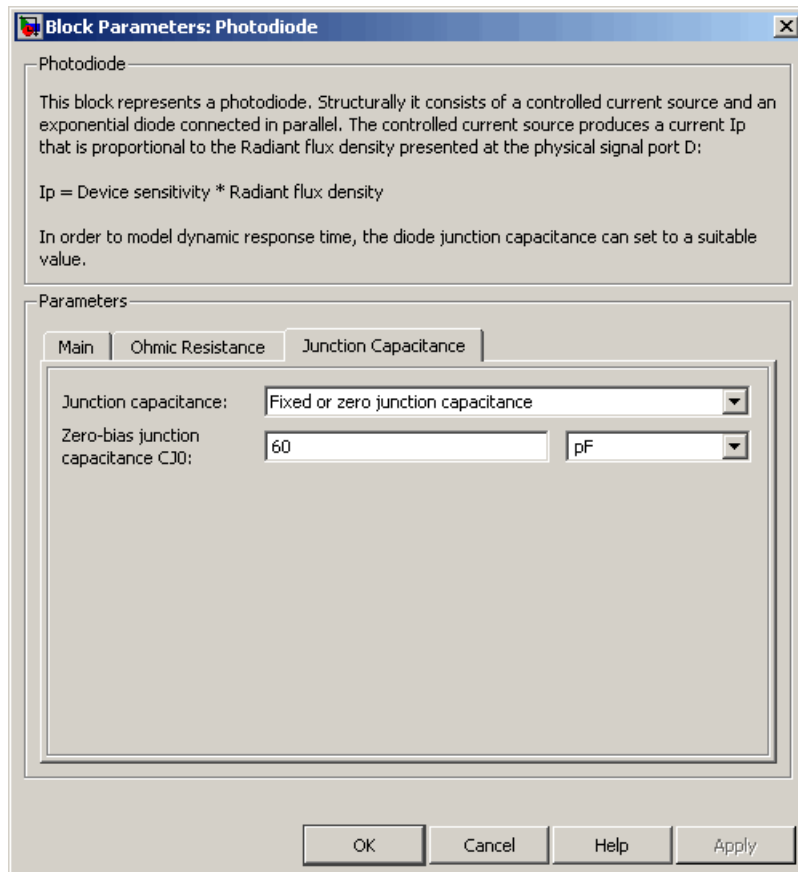 Block Parameters: Photodiode
Photodiode
This block represents a photodiode. Structurally it consists of a controlled current source and an
exponential diode connected in parallel. The controlled current source produces a current Ip
that is proportional to the Radiant flux density presented at the physical signal port D:
Ip = Device sensitivity * Radiant flux density
In order to model dynamic response time, the diode junction capacitance can set to a suitable
value.
Parameters
Main Ohmic Resistance Junction Capacitance
Junction capacitance: Fixed or zero junction capacitance
Zero-bias junction
capacitance CJ0: 60 pF
OK Cancel Help Apply